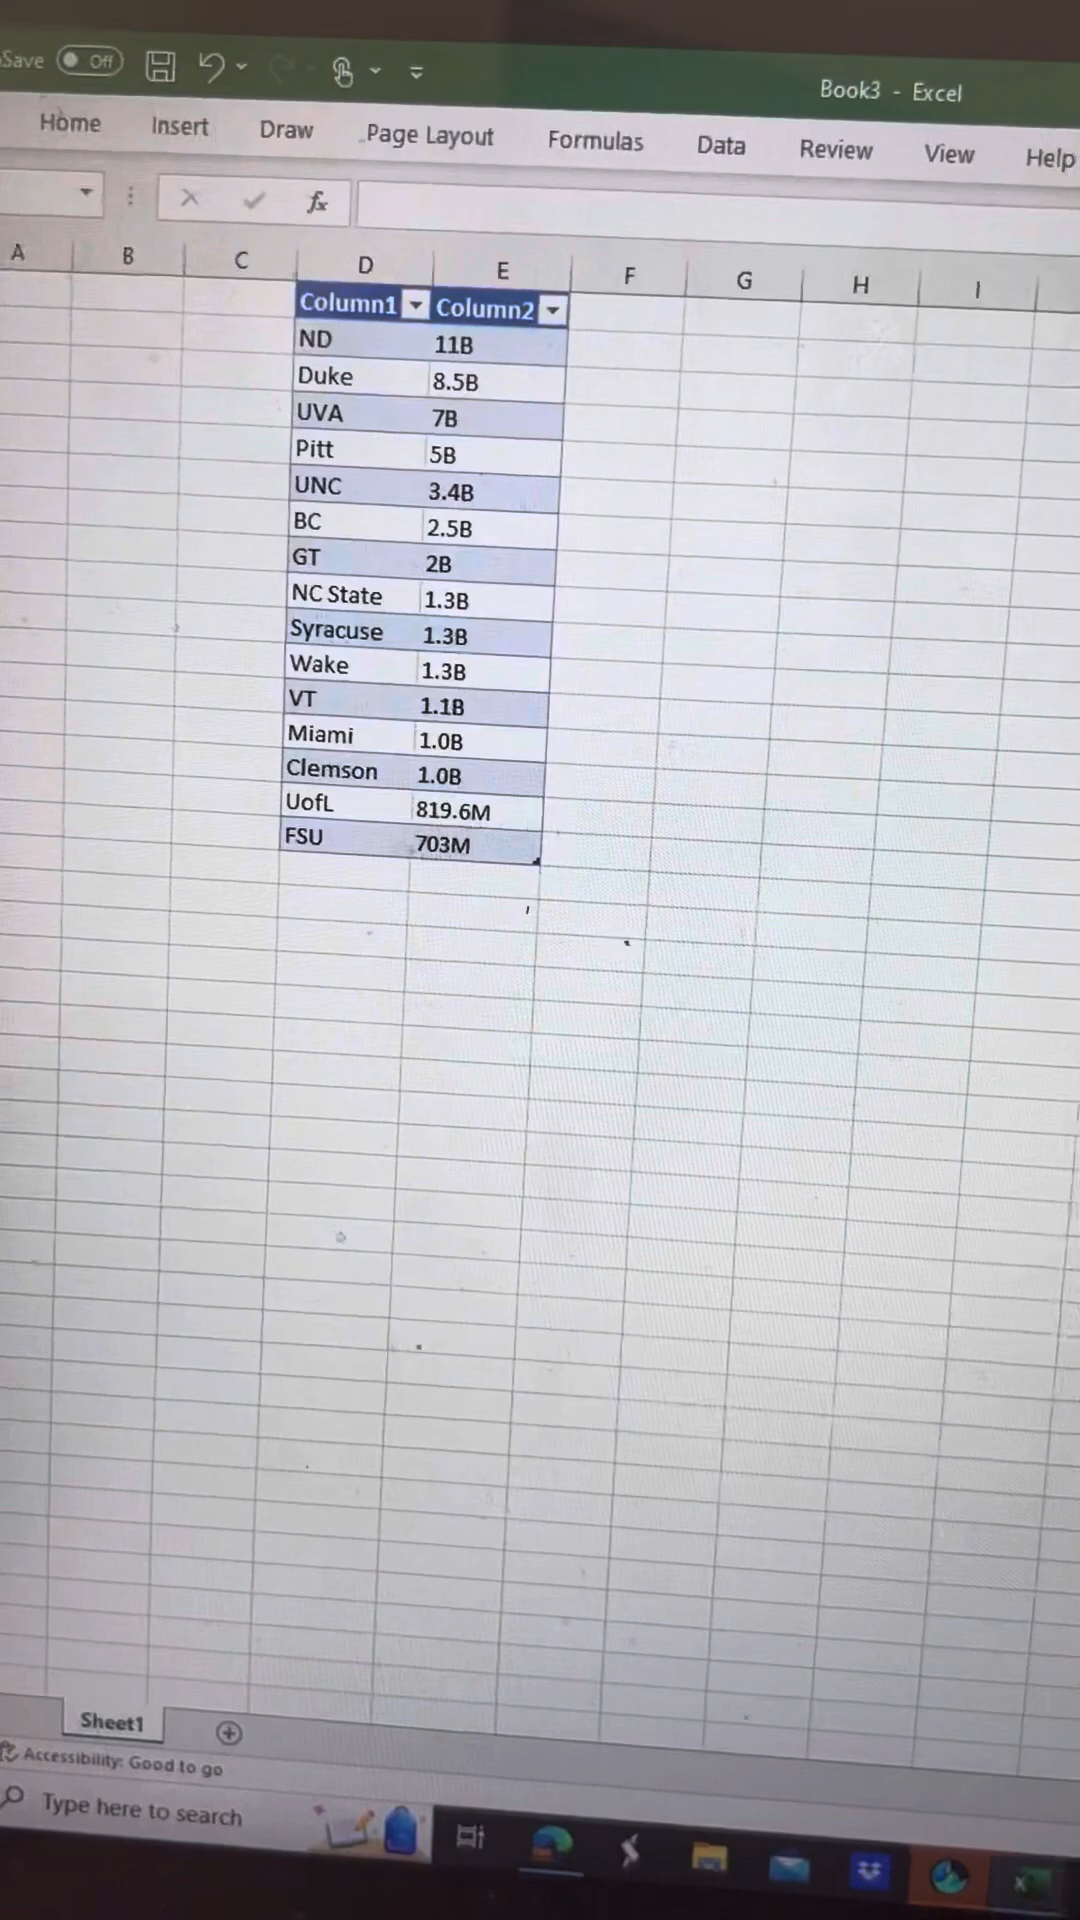 Save Off Book3 - Excel
Home Insert Draw Page Layout Formulas Data Review View Help
fx
A B C D E F G H I
Column1 Column2
ND 11B
Duke 8.5B
UVA 7B
Pitt 5B
UNC 3.4B
BC 2.5B
GT 2B
NC State 1.3B
Syracuse 1.3B
Wake 1.3B
VT 1.1B
Miami 1.0B
Clemson 1.0B
UofL 819.6M
FSU 703M
Sheet1
Accessibility: Good to go
Type here to search